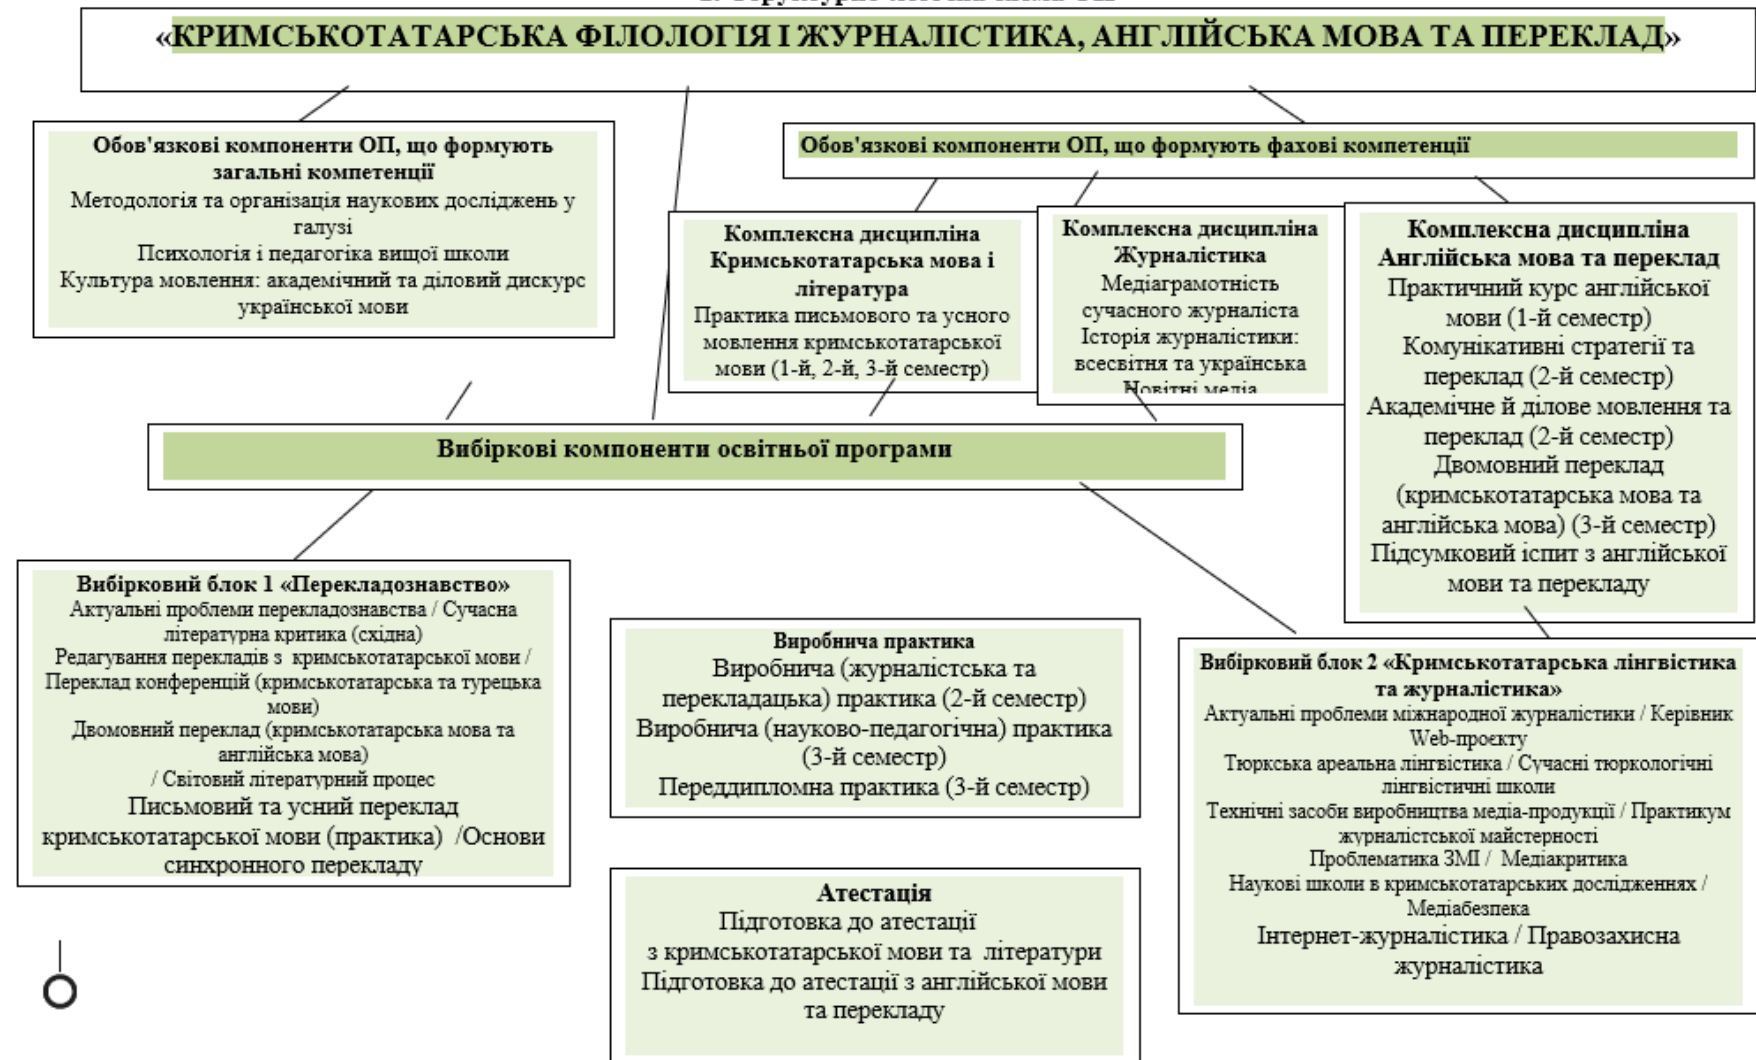 «КРИМСЬКОТАТАРСЬКА ФІЛОЛОГІЯ І ЖУРНАЛІСТИКА, АНГЛІЙСЬКА МОВА ТА ПЕРЕКЛАД»
Обов'язкові компоненти ОП, що формують
загальні компетенції
Методологія та організація наукових досліджень у
галузі
Психологія і педагогіка вищої школи
Культура мовлення: академічний та діловий дискурс
української мови
Обов'язкові компоненти ОП, що формують фахові компетенції
Комплексна дисципліна
Кримськотатарська мова і
література
Практика письмового та усного
мовлення кримськотатарської
мови (1-й, 2-й, 3-й семестр)
Комплексна дисципліна
Журналістика
Медіаграмотність
сучасного журналіста
Історія журналістики:
всесвітня та українська
Новітні медіа
Комплексна дисципліна
Англійська мова та переклад
Практичний курс англійської
мови (1-й семестр)
Комунікативні стратегії та
переклад (2-й семестр)
Академічне й ділове мовлення та
переклад (2-й семестр)
Двомовний переклад
(кримськотатарська мова та
англійська мова) (3-й семестр)
Підсумковий іспит з англійської
мови та перекладу
Вибіркові компоненти освітньої програми
Вибірковий блок 1 «Перекладознавство»
Актуальні проблеми перекладознавства / Сучасна
літературна критика (східна)
Редагування перекладів з кримськотатарської мови /
Переклад конференцій (кримськотатарська та турецька
мови)
Двомовний переклад (кримськотатарська мова та
англійська мова)
/ Світовий літературний процес
Письмовий та усний переклад
кримськотатарської мови (практика) /Основи
синхронного перекладу
Виробнича практика
Виробнича (журналістська та
перекладацька) практика (2-й семестр)
Виробнича (науково-педагогічна) практика
(3-й семестр)
Переддипломна практика (3-й семестр)
Атестація
Підготовка до атестації
з кримськотатарської мови та літератури
Підготовка до атестації з англійської мови
та перекладу
Вибірковий блок 2 «Кримськотатарська лінгвістика
та журналістика»
Актуальні проблеми міжнародної журналістики / Керівник
Web-проєкту
Тюркська ареальна лінгвістика / Сучасні тюркологічні
лінгвістичні школи
Технічні засоби виробництва медіа-продукції / Практикум
журналістської майстерності
Проблематика ЗМІ / Медіакритика
Наукові школи в кримськотатарських дослідженнях /
Медіабезпека
Інтернет-журналістика / Правозахисна
журналістика